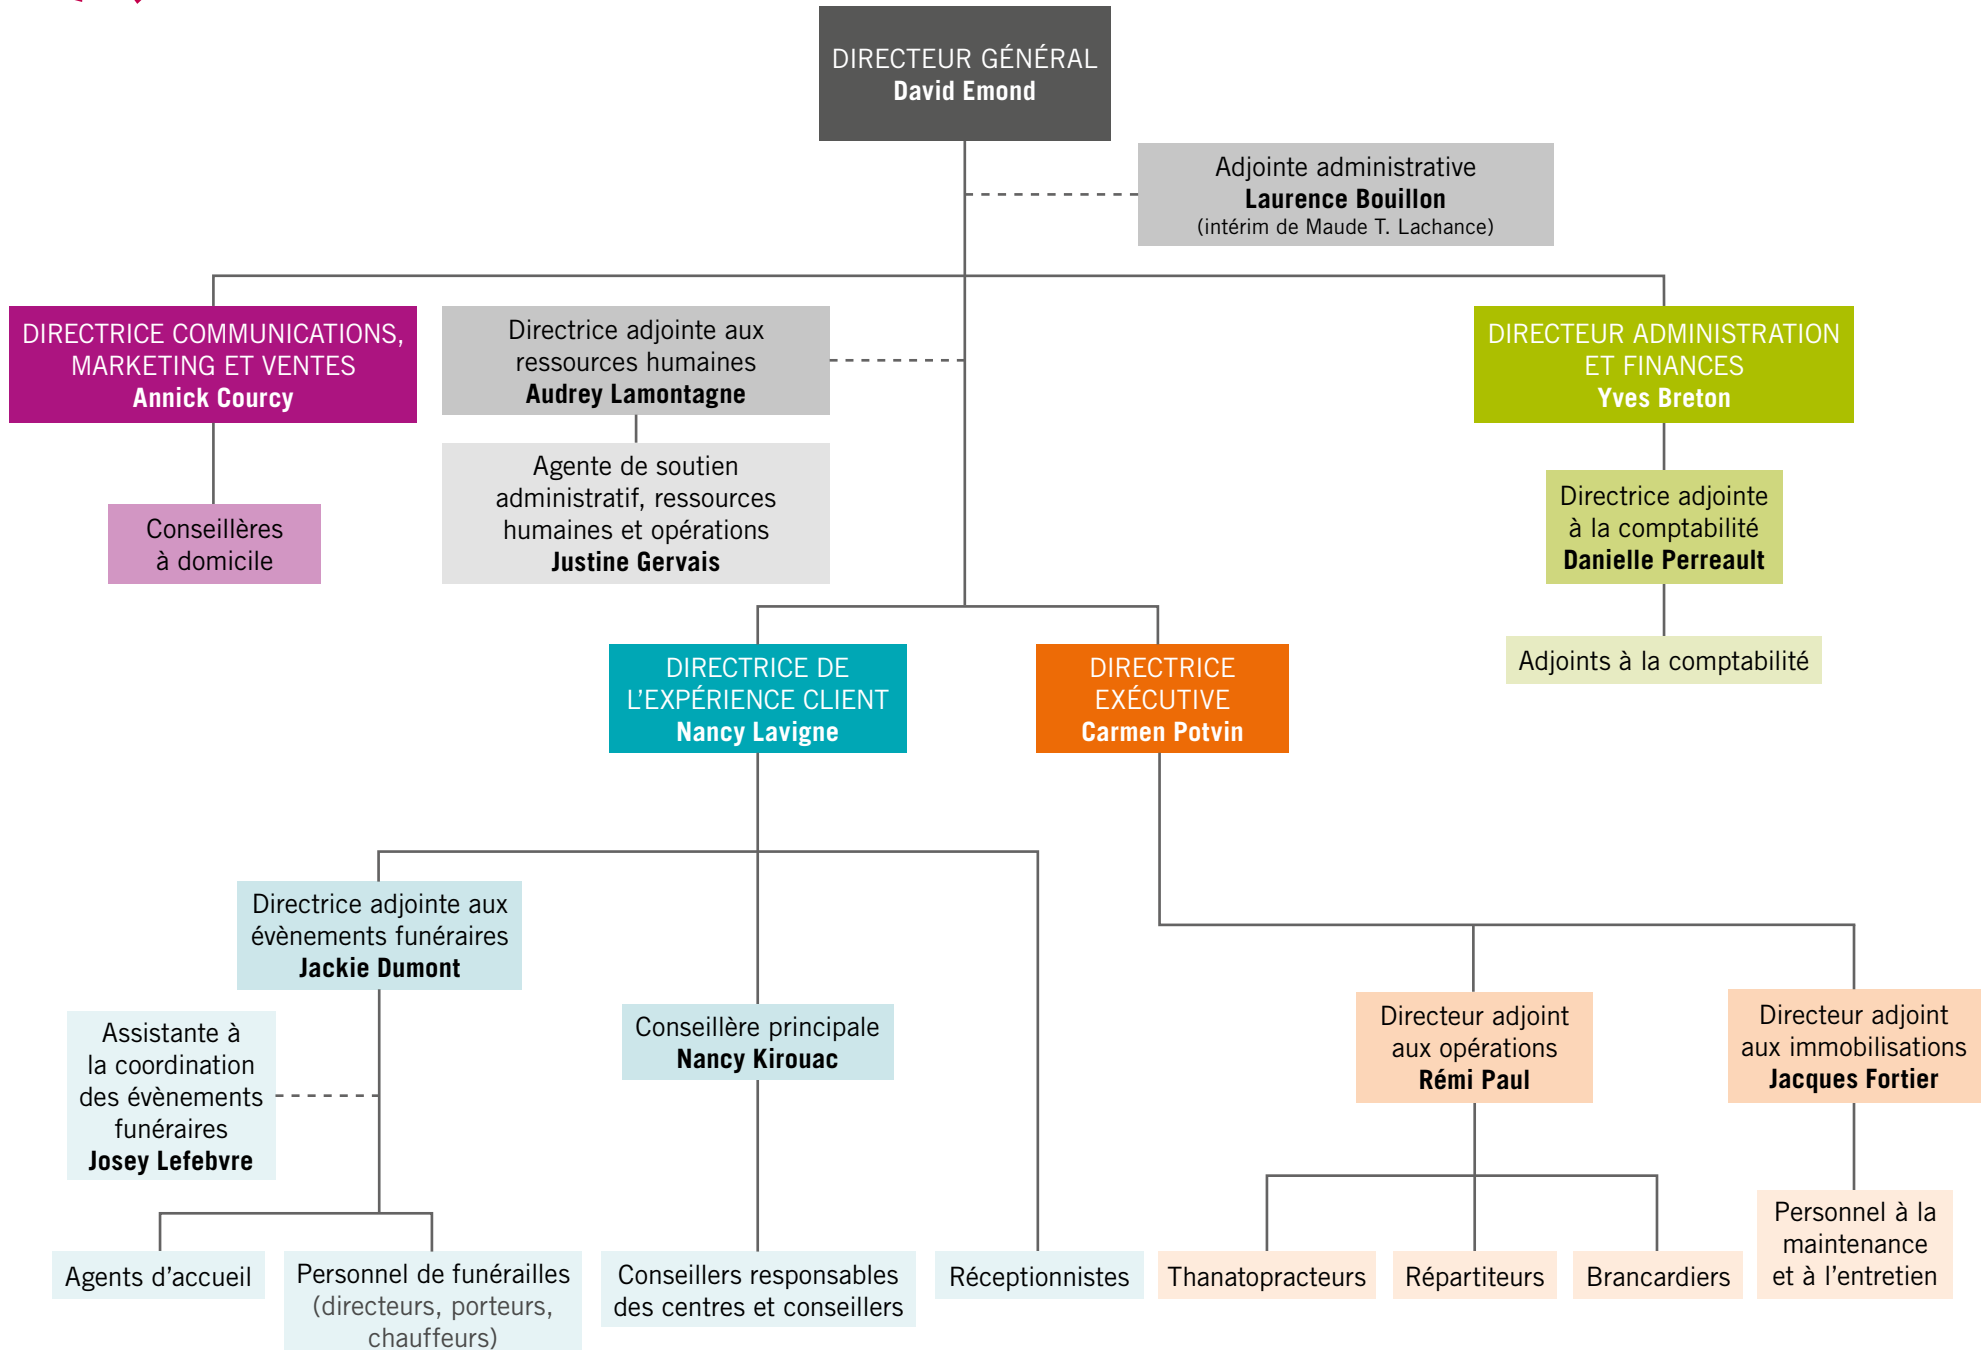 DIRECTEUR GÉNÉRAL
David Emond
Adjointe administrative
Laurence Bouillon
(intérim de Maude T. Lachance)
DIRECTRICE COMMUNICATIONS,
MARKETING ET VENTES
Annick Courcy
Directrice adjointe aux
ressources humaines
Audrey Lamontagne
DIRECTEUR ADMINISTRATION
ET FINANCES
Yves Breton
Conseillères
à domicile
Agente de soutien
administratif, ressources
humaines et opérations
Justine Gervais
Directrice adjointe
à la comptabilité
Danielle Perreault
Adjoints à la comptabilité
DIRECTRICE DE
L'EXPÉRIENCE CLIENT
Nancy Lavigne
DIRECTRICE
EXÉCUTIVE
Carmen Potvin
Directrice adjointe aux
évènements funéraires
Jackie Dumont
Assistante à
la coordination
des évènements
funéraires
Josey Lefebvre
Conseillère principale
Nancy Kirouac
Directeur adjoint
aux opérations
Rémi Paul
Directeur adjoint
aux immobilisations
Jacques Fortier
Agents d'accueil
Personnel de funérailles
(directeurs, porteurs,
chauffeurs)
Conseillers responsables
des centres et conseillers
Réceptionnistes
Thanatopracteurs
Répartiteurs
Brancardiers
Personnel à la
maintenance
et à l'entretien